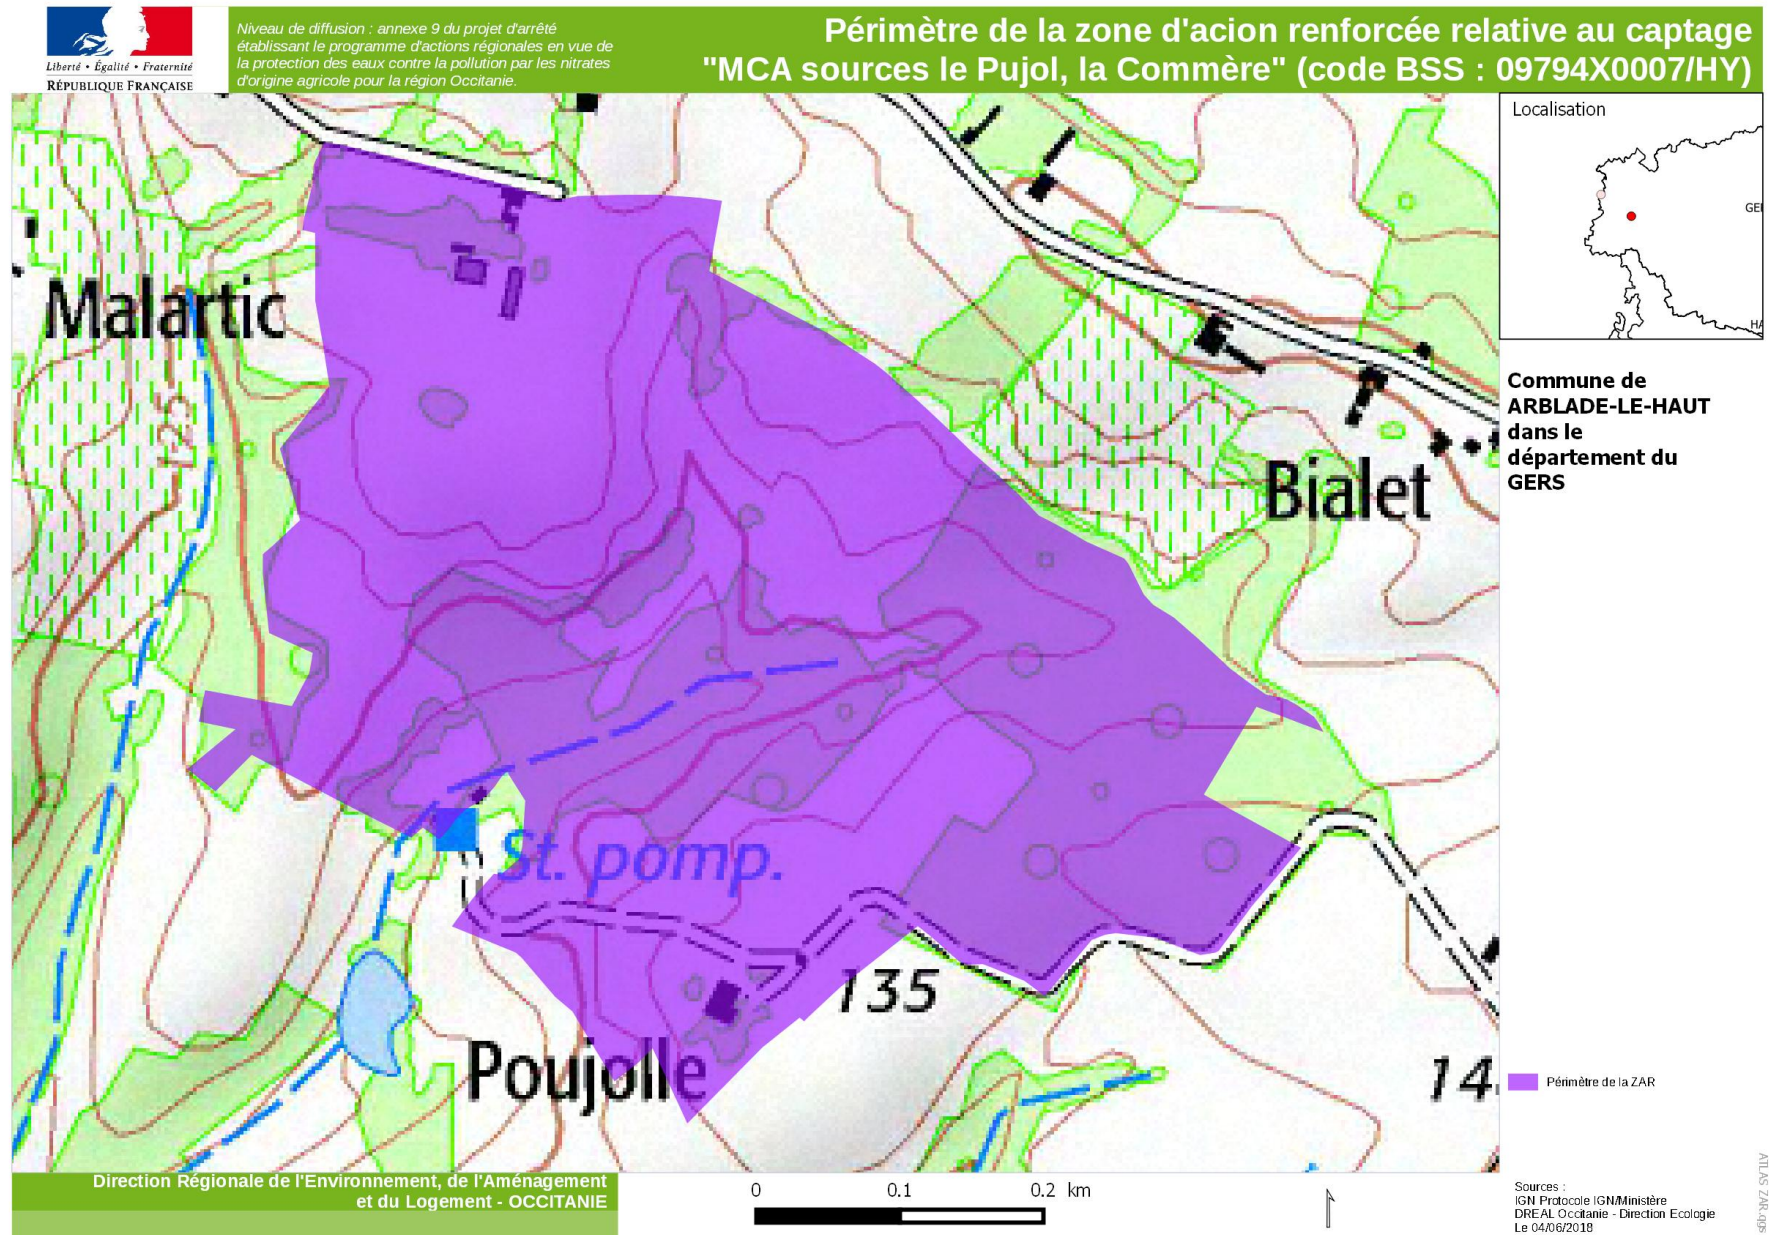 Liberté • Égalité • Fraternité
RÉPUBLIQUE FRANÇAISE
Niveau de diffusion : annexe 9 du projet d'arrêté
établissant le programme d'actions régionales en vue de
la protection des eaux contre la pollution par les nitrates
d'origine agricole pour la région Occitanie.
Périmètre de la zone d'acion renforcée relative au captage
"MCA sources le Pujol, la Commère" (code BSS : 09794X0007/HY)
Localisation
GE
HA
Commune de
ARBLADE-LE-HAUT
dans le
département du
GERS
Malartic
125
Bialet
St. pomp.
135
Poujolle
14
Périmètre de la ZAR
Direction Régionale de l'Environnement, de l'Aménagement
et du Logement - OCCITANIE
0 0.1 0.2 km
Sources :
IGN Protocole IGN/Ministère
DREAL Occitanie - Direction Ecologie
Le 04/06/2018
ATLAS ZAR.qgs